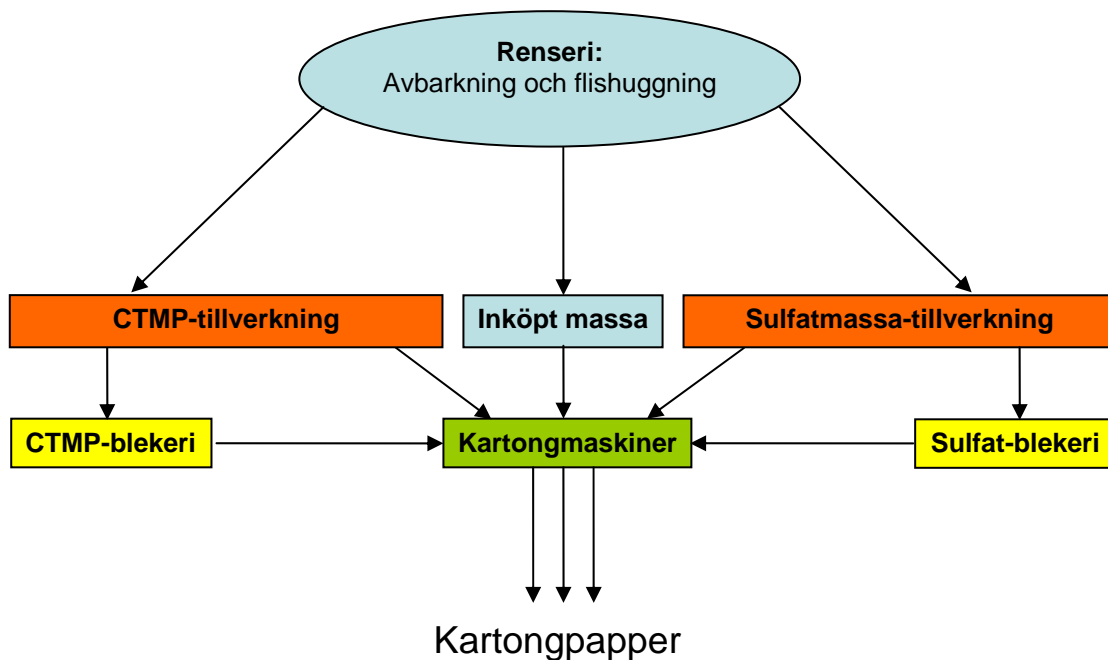 Renseri:
Avbarkning och flishuggning
CTMP-tillverkning
Inköpt massa
Sulfatmassa-tillverkning
CTMP-blekeri
Kartongmaskiner
Sulfat-blekeri
Kartongpapper